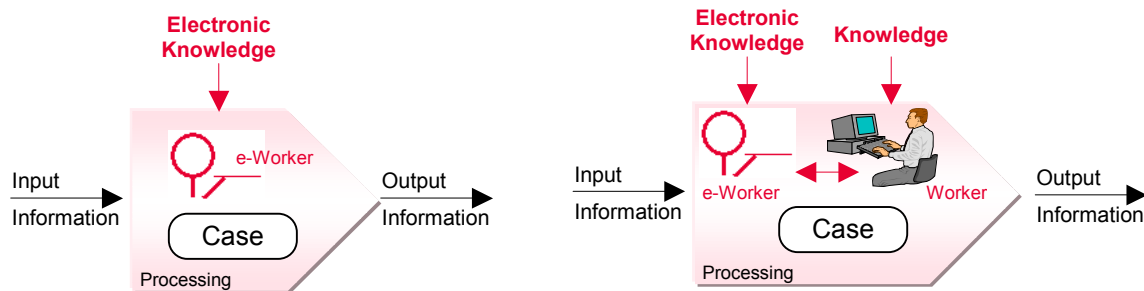 Electronic
Knowledge
e-Worker
Input
Information
Output
Information
Case
Processing
Electronic
Knowledge
Knowledge
Input
Information
e-Worker
Worker
Output
Information
Case
Processing